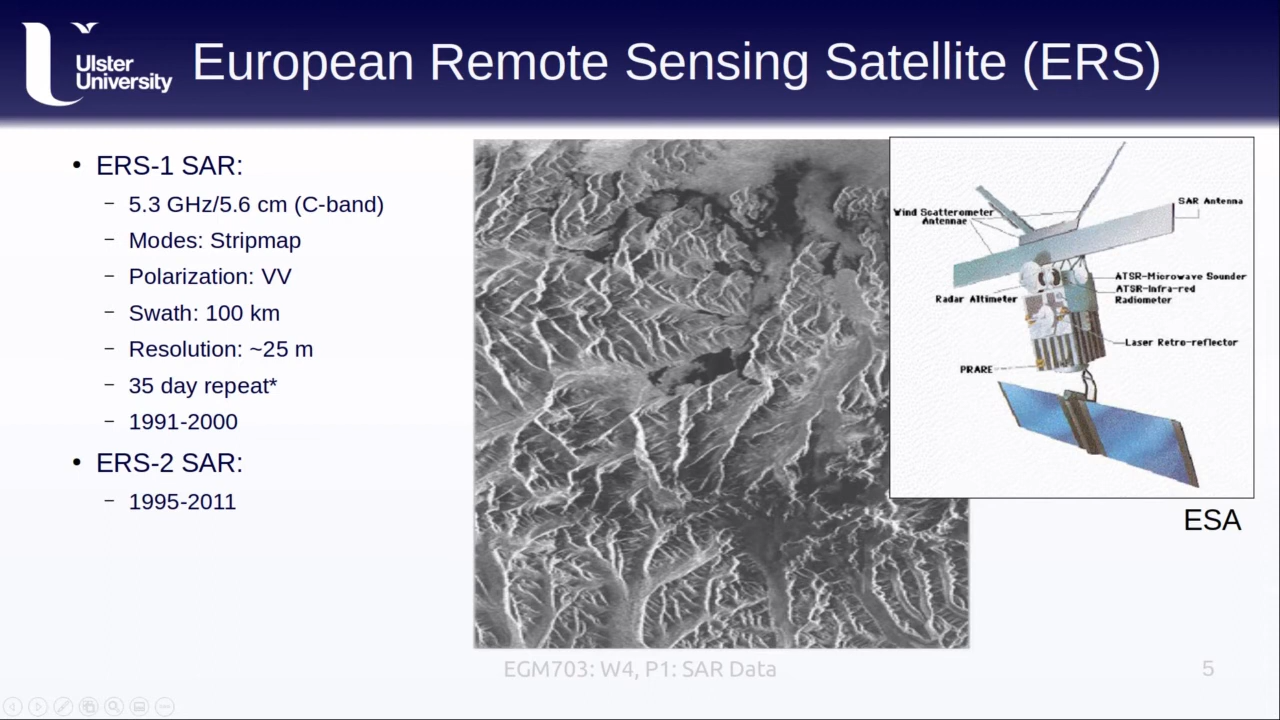 Ulster
University
European Remote Sensing Satellite (ERS)
• ERS-1 SAR:
– 5.3 GHz/5.6 cm (C-band)
– Modes: Stripmap
– Polarization: VV
– Swath: 100 km
– Resolution: ~25 m
– 35 day repeat*
– 1991-2000
• ERS-2 SAR:
– 1995-2011
SAR Antenna
Wind Scatterometer
Antennae
ATSR-Microwave Sounder
ATSR-Infra-red
Radiometer
Radar Altimeter
Laser Retro-reflector
PRARE
ESA
EGM703: W4, P1: SAR Data
5